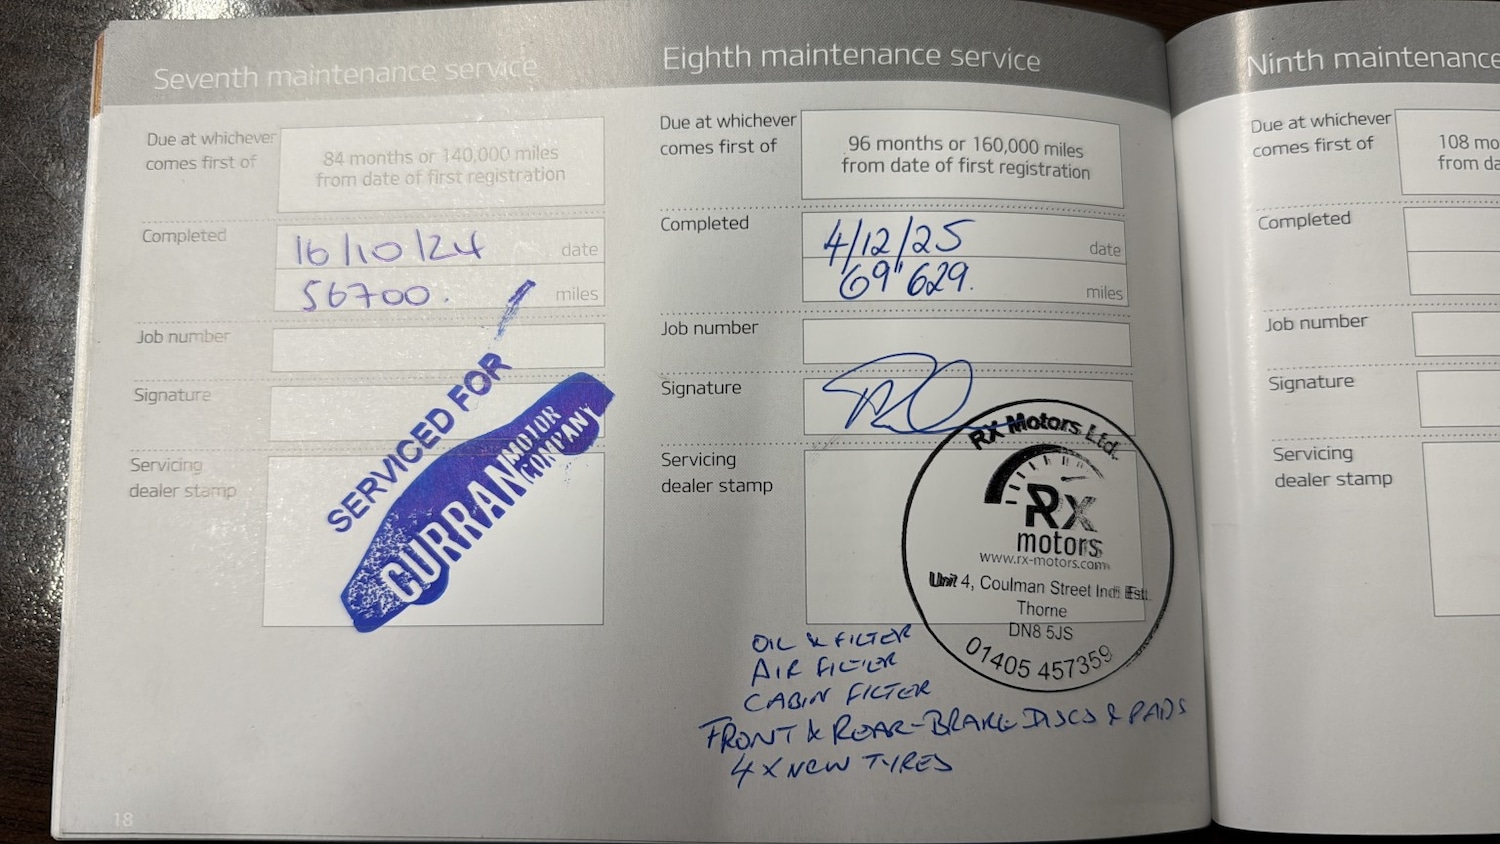 Seventh maintenance service
Due at whichever
comes first of
84 months or 140,000 miles
from date of first registration
Completed
16/10/24
date
56700.
miles
Job number
Signature
Servicing
dealer stamp
SERVICED FOR
CURRAN
MOTOR
COMPANY
18
Eighth maintenance service
Due at whichever
comes first of
96 months or 160,000 miles
from date of first registration
Completed
4/12/25
date
69"629.
miles
Job number
Signature
Servicing
dealer stamp
RX Motors Ltd.
Rx
motors
www.rx-motors.com
Unit 4, Coulman Street Ind Est.
Thorne
DN8 5JS
01405 457359
OIL & FILTER
AIR FILTER
CABIN FILTER
FRONT & REAR-BRAKE DISCS & PADS
4 X NEW TYRES
Ninth maintenance
Due at whichever
comes first of
108 mo
from da
Completed
Job number
Signature
Servicing
dealer stamp